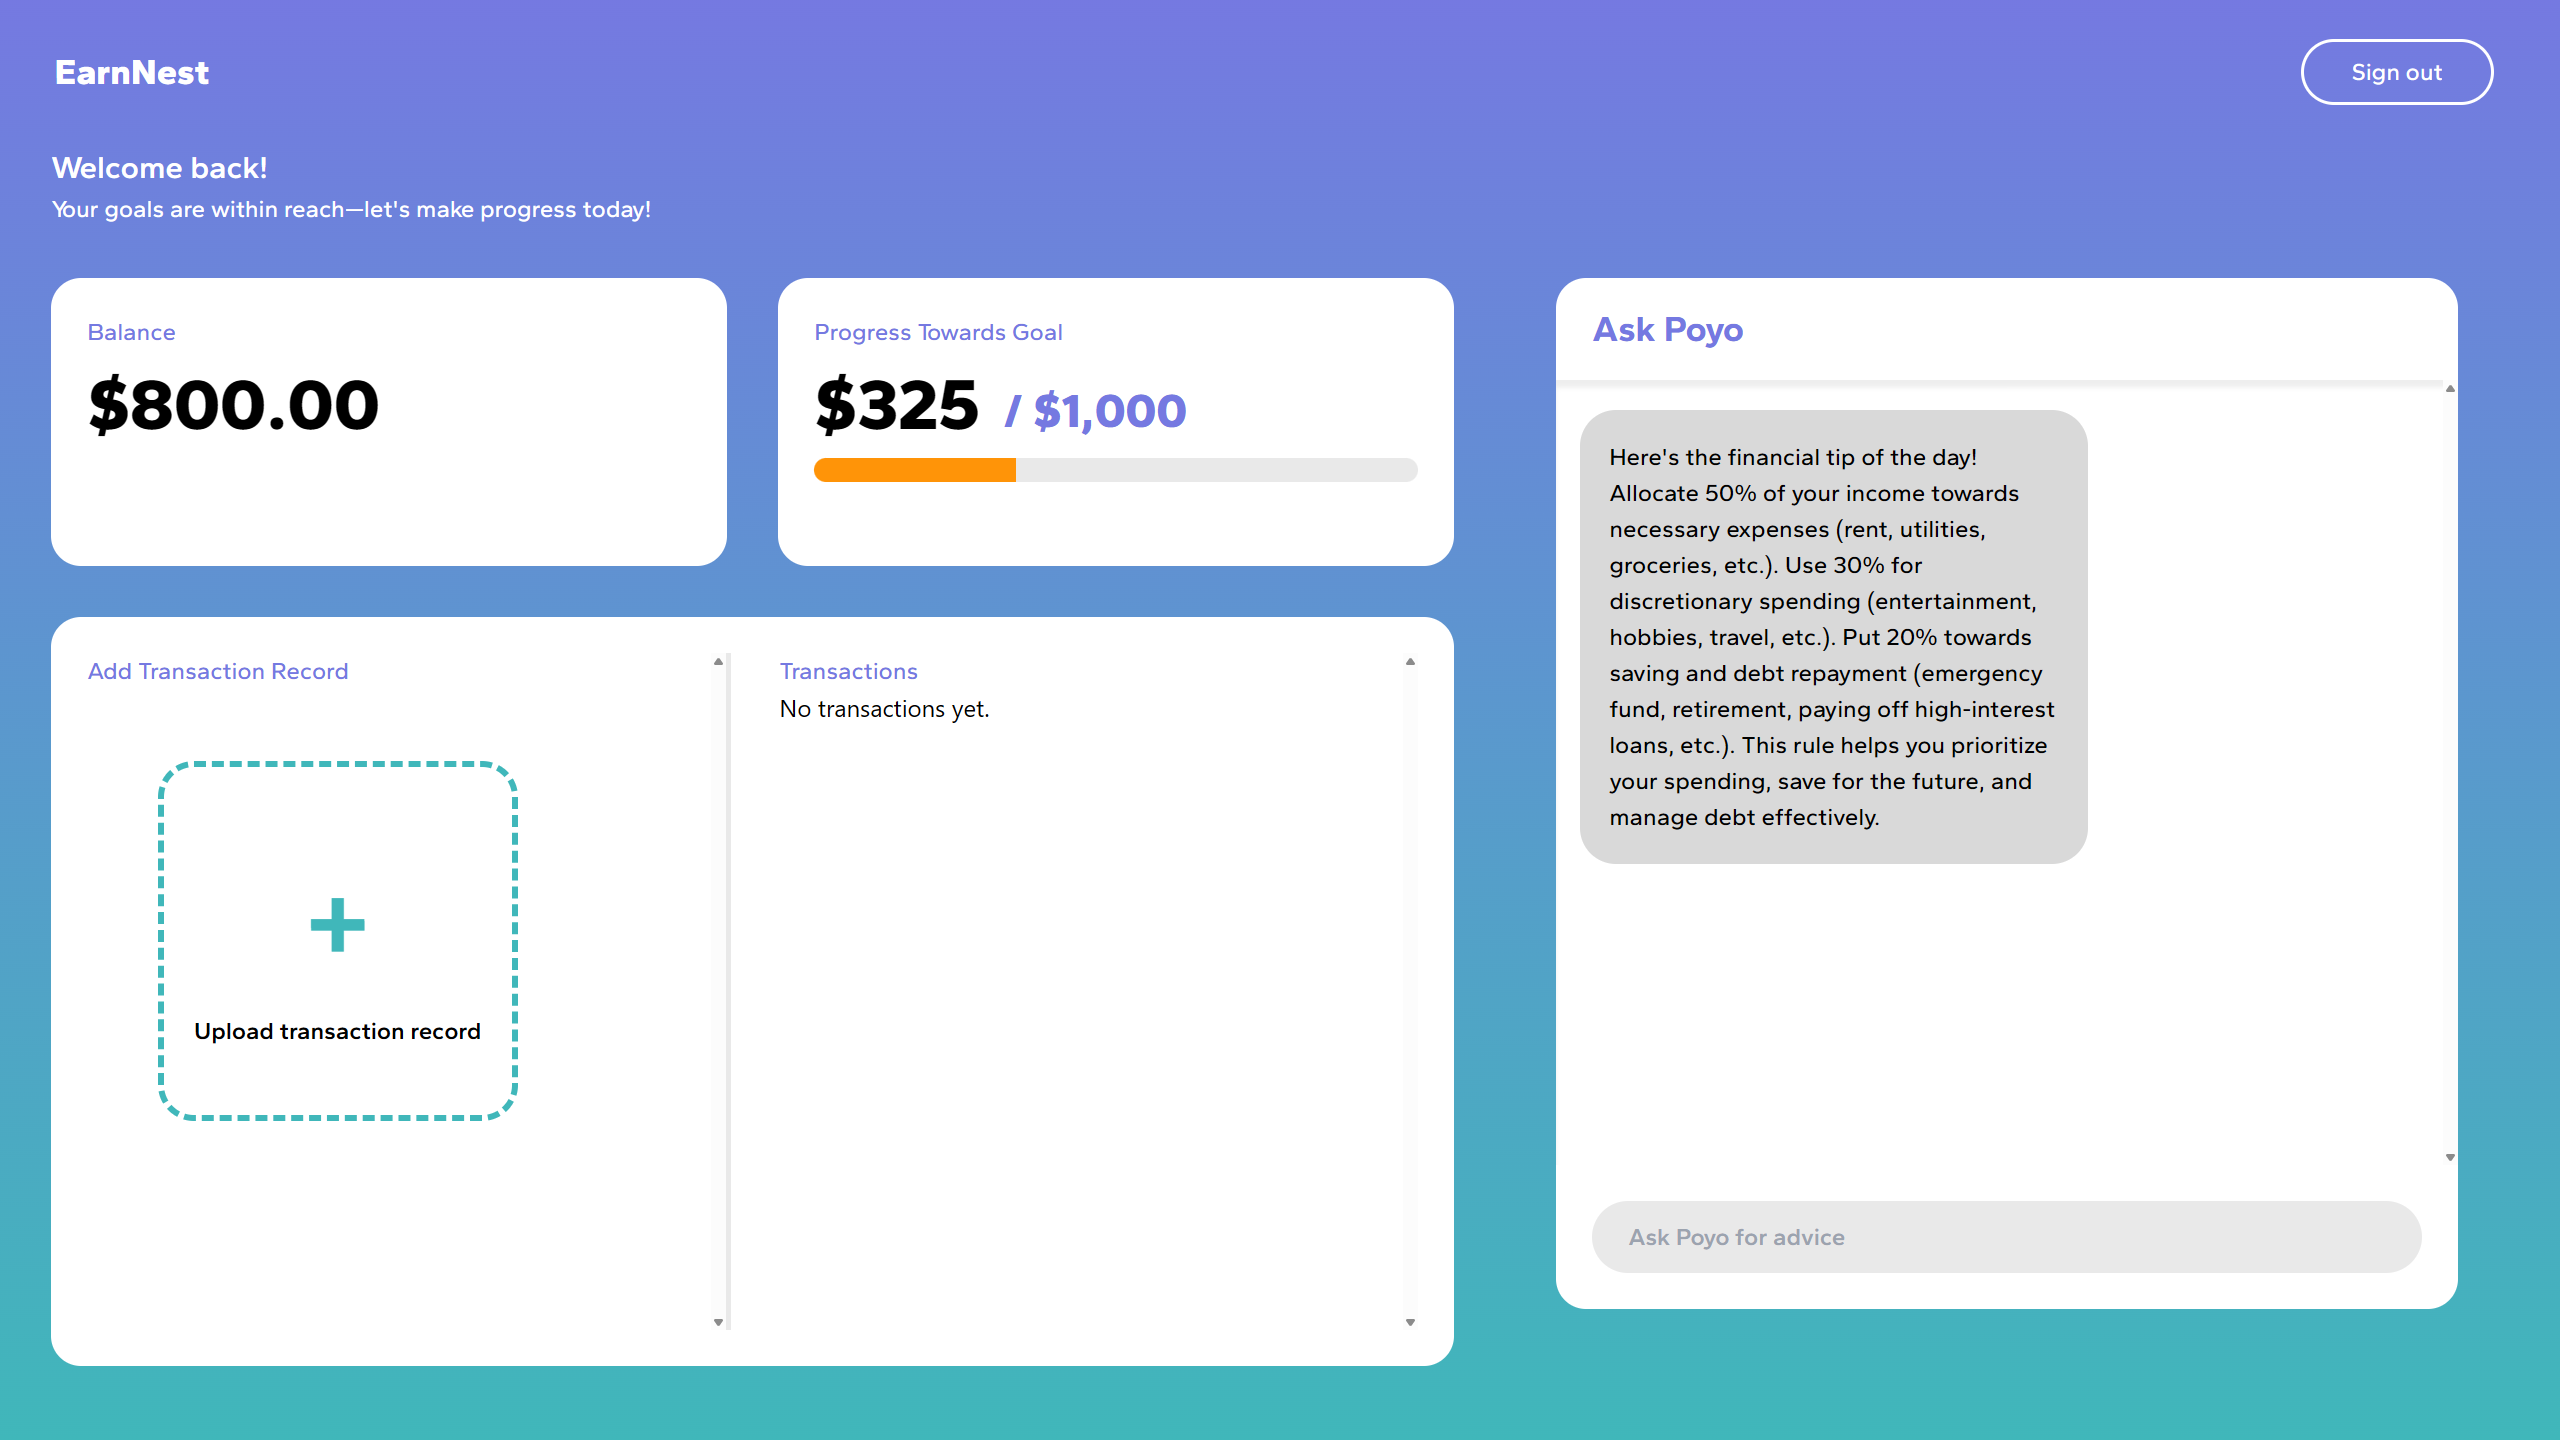 EarnNest
Sign out
Welcome back!
Your goals are within reach—let's make progress today!
Balance
$800.00
Progress Towards Goal
$325 / $1,000
Add Transaction Record
+
Upload transaction record
Transactions
No transactions yet.
Ask Poyo
Here's the financial tip of the day!
Allocate 50% of your income towards
necessary expenses (rent, utilities,
groceries, etc.). Use 30% for
discretionary spending (entertainment,
hobbies, travel, etc.). Put 20% towards
saving and debt repayment (emergency
fund, retirement, paying off high-interest
loans, etc.). This rule helps you prioritize
your spending, save for the future, and
manage debt effectively.
Ask Poyo for advice